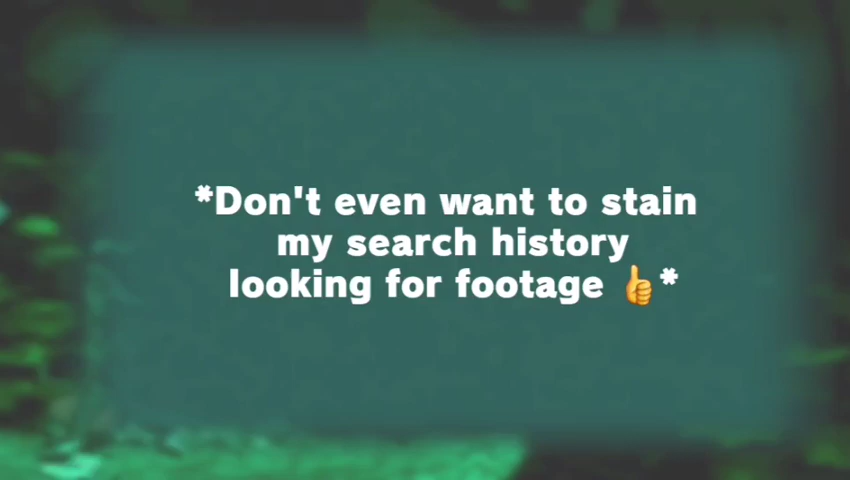 *Don't even want to stain
my search history
looking for footage 👍*